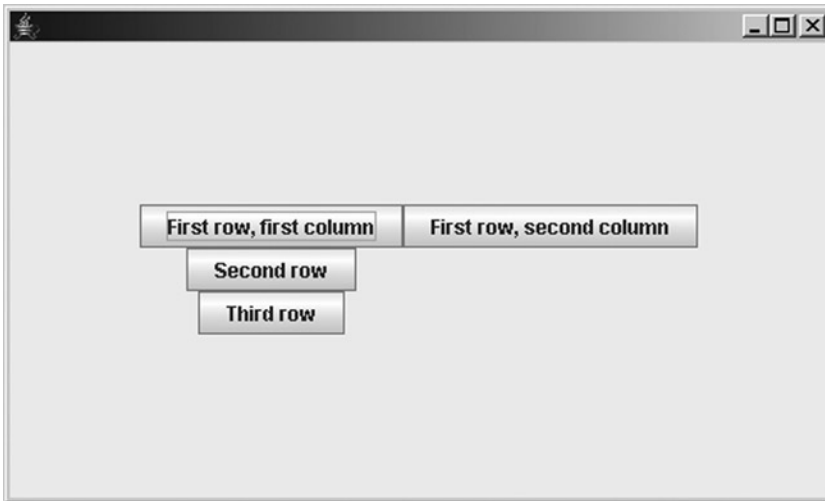 First row, first column
First row, second column
Second row
Third row